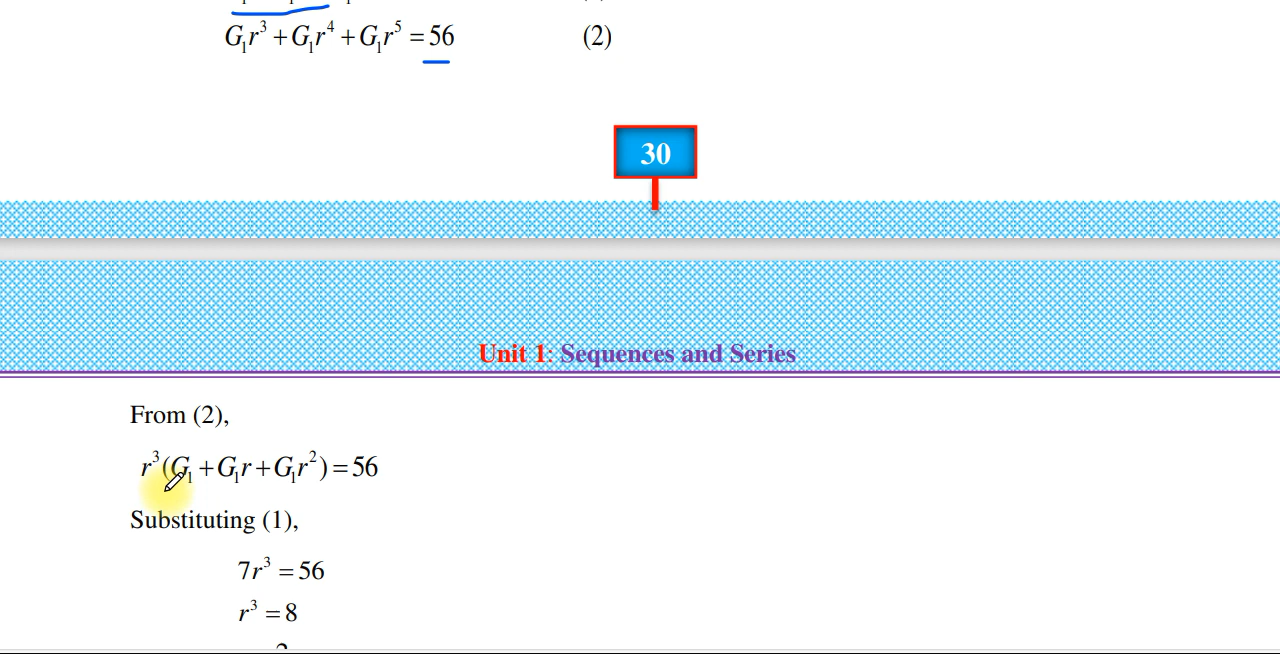 G₁r³ + G₁r⁴ + G₁r⁵ = 56 (2)
30
Unit 1: Sequences and Series
From (2),
r³(G₁ + G₁r + G₁r²) = 56
Substituting (1),
7r³ = 56
r³ = 8